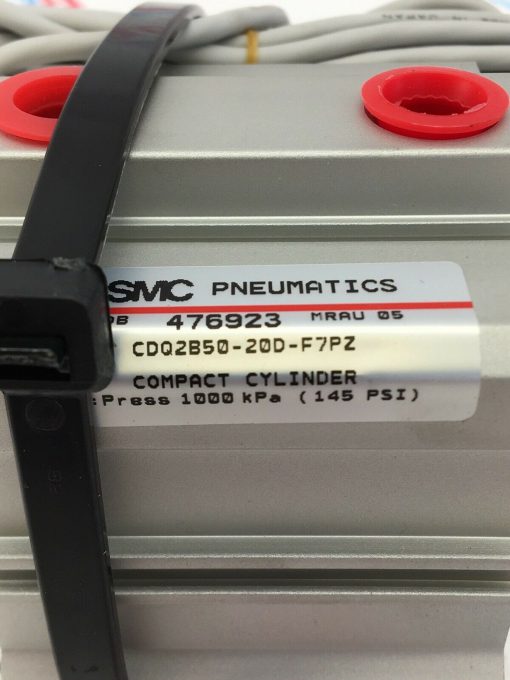 SMC PNEUMATICS
476923 MRAU 05
CDQ2B50-20D-F7PZ
COMPACT CYLINDER
:Press 1000 kPa (145 PSI)